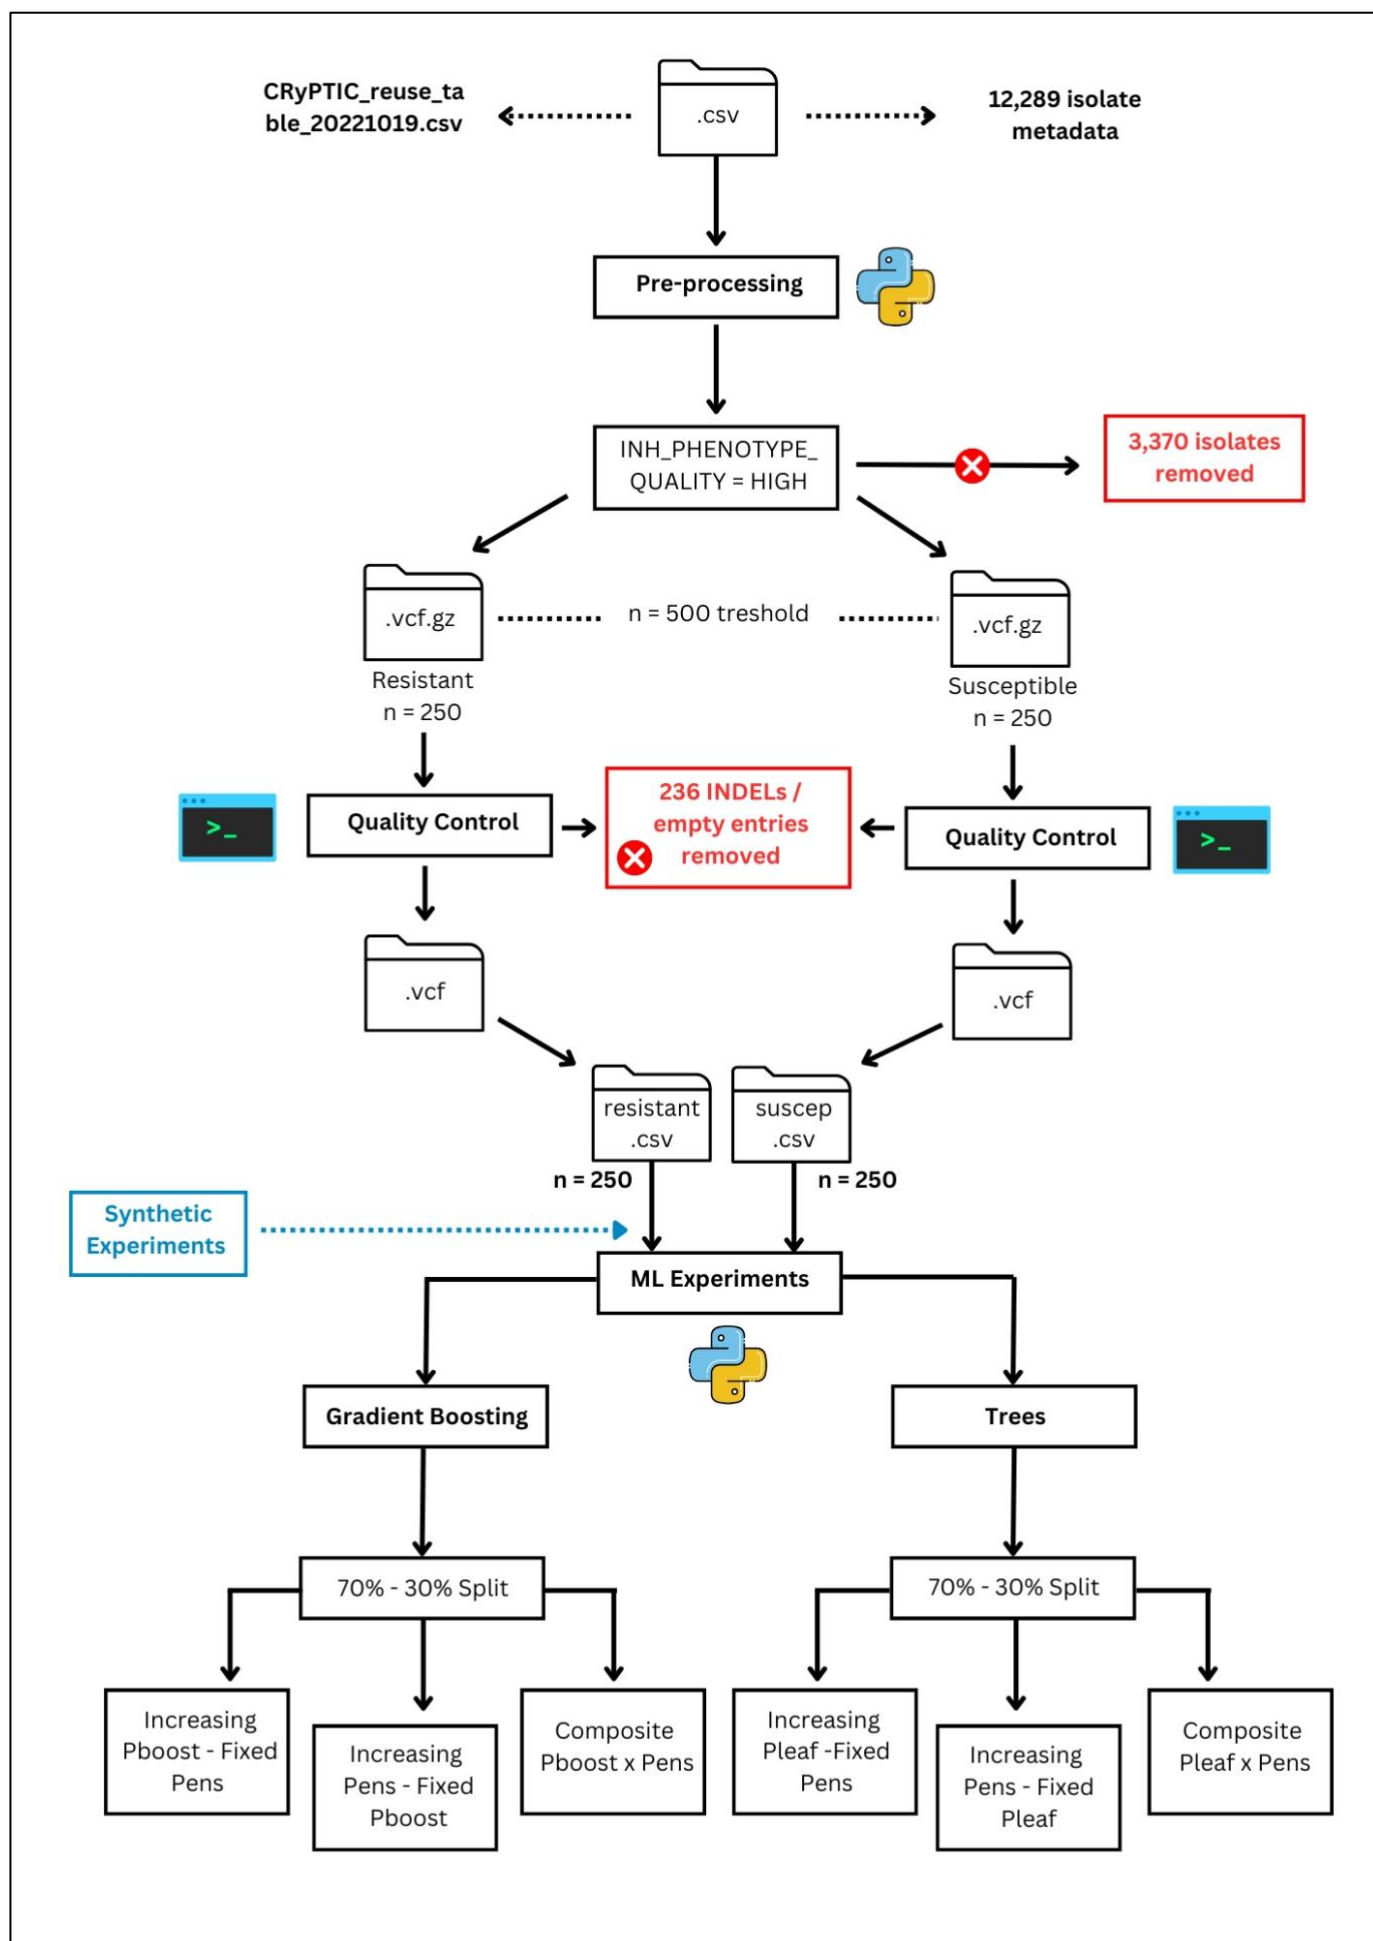 CRyPTIC_reuse_ta
ble_20221019.csv
.csv
12,289 isolate
metadata
Pre-processing
INH_PHENOTYPE_
QUALITY = HIGH
3,370 isolates
removed
.vcf.gz
n = 500 treshold
.vcf.gz
Resistant
n = 250
Susceptible
n = 250
>_
Quality Control
236 INDELs /
empty entries
removed
Quality Control
>_
.vcf
.vcf
resistant
.csv
suscep
.csv
n = 250
n = 250
Synthetic
Experiments
ML Experiments
Gradient Boosting
Trees
70% - 30% Split
70% - 30% Split
Increasing
Pboost - Fixed
Pens
Increasing
Pens - Fixed
Pboost
Composite
Pboost x Pens
Increasing
Pleaf -Fixed
Pens
Increasing
Pens - Fixed
Pleaf
Composite
Pleaf x Pens